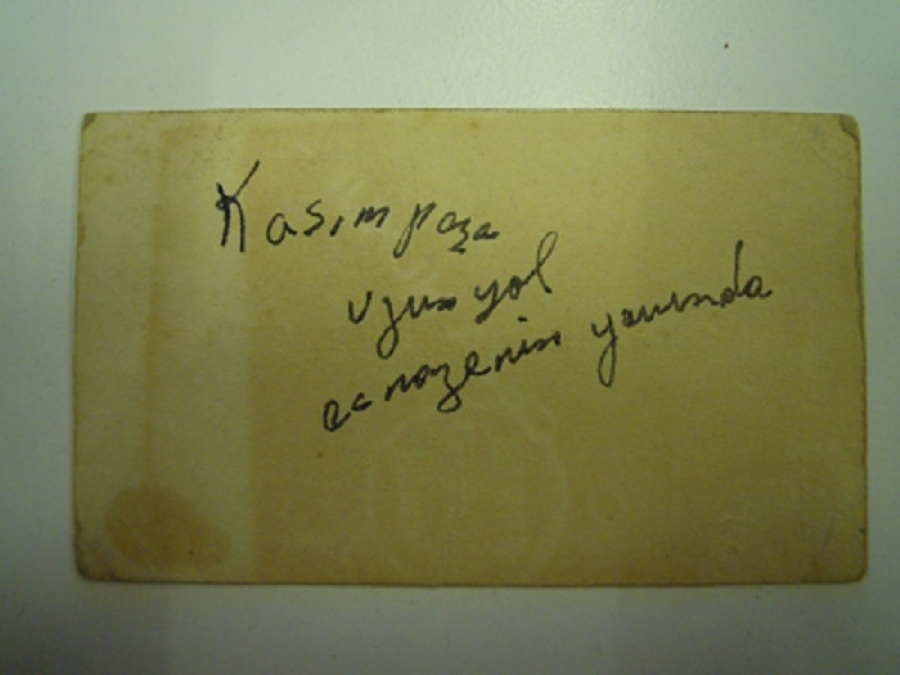 Kasımpaşa
uzun yol
eczanenin yanında